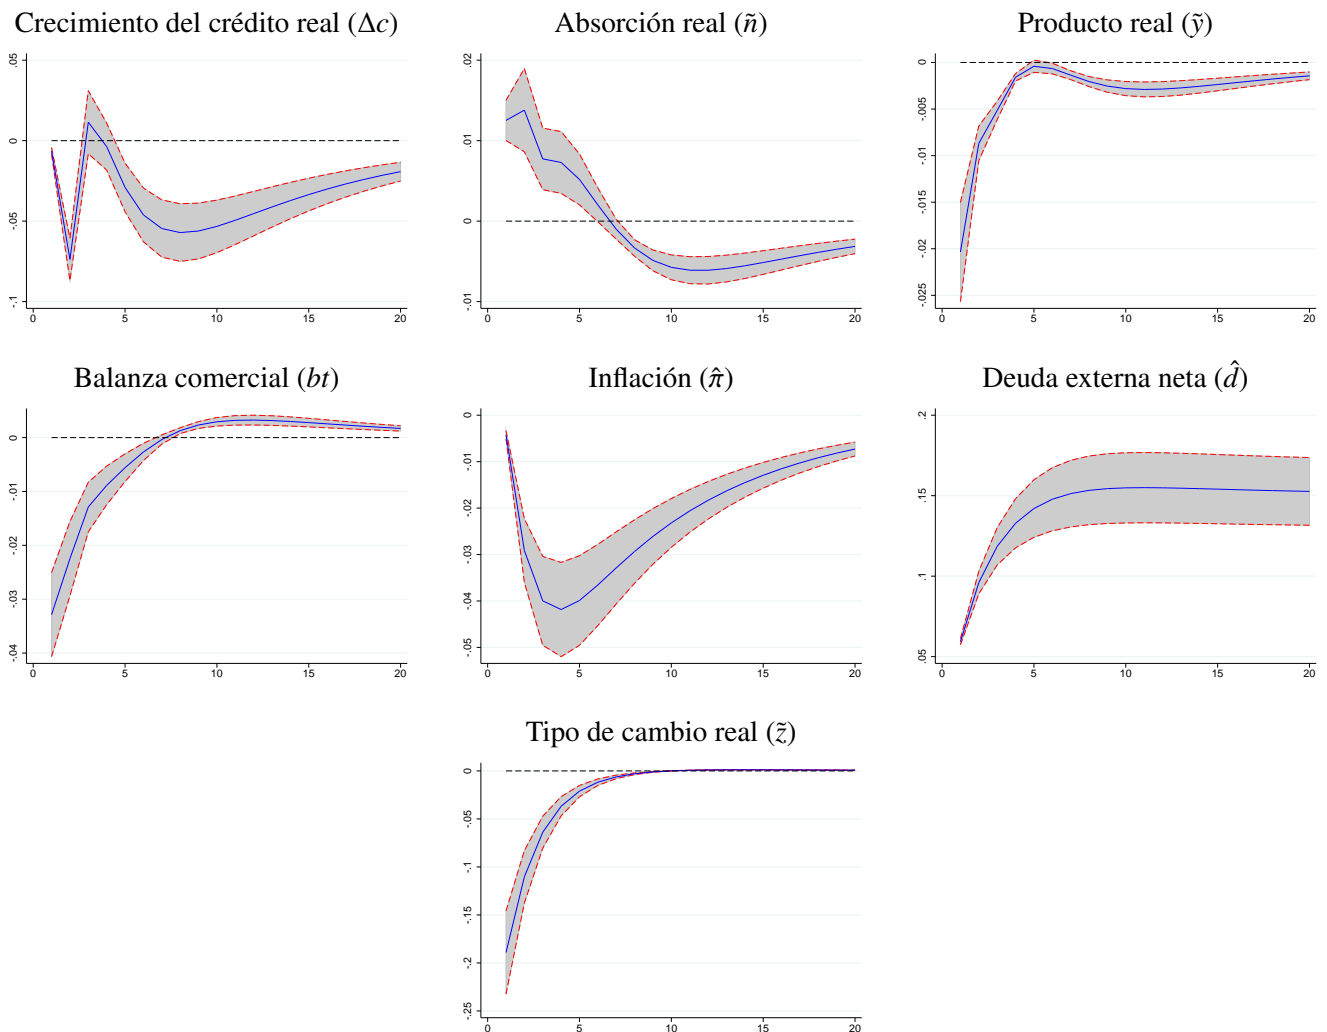 Crecimiento del crédito real (Δc)
.05
0
-.05
-.1
0 5 10 15 20
Absorción real (ñ)
.02
.01
0
-.01
0 5 10 15 20
Producto real (ỹ)
0
-.005
-.01
-.015
-.02
-.025
0 5 10 15 20
Balanza comercial (bt)
0
-.01
-.02
-.03
-.04
0 5 10 15 20
Inflación (π̂)
0
-.01
-.02
-.03
-.04
-.05
0 5 10 15 20
Deuda externa neta (d̂)
.2
.15
.1
.05
0 5 10 15 20
Tipo de cambio real (z̃)
0
-.05
-.1
-.15
-.2
-.25
0 5 10 15 20